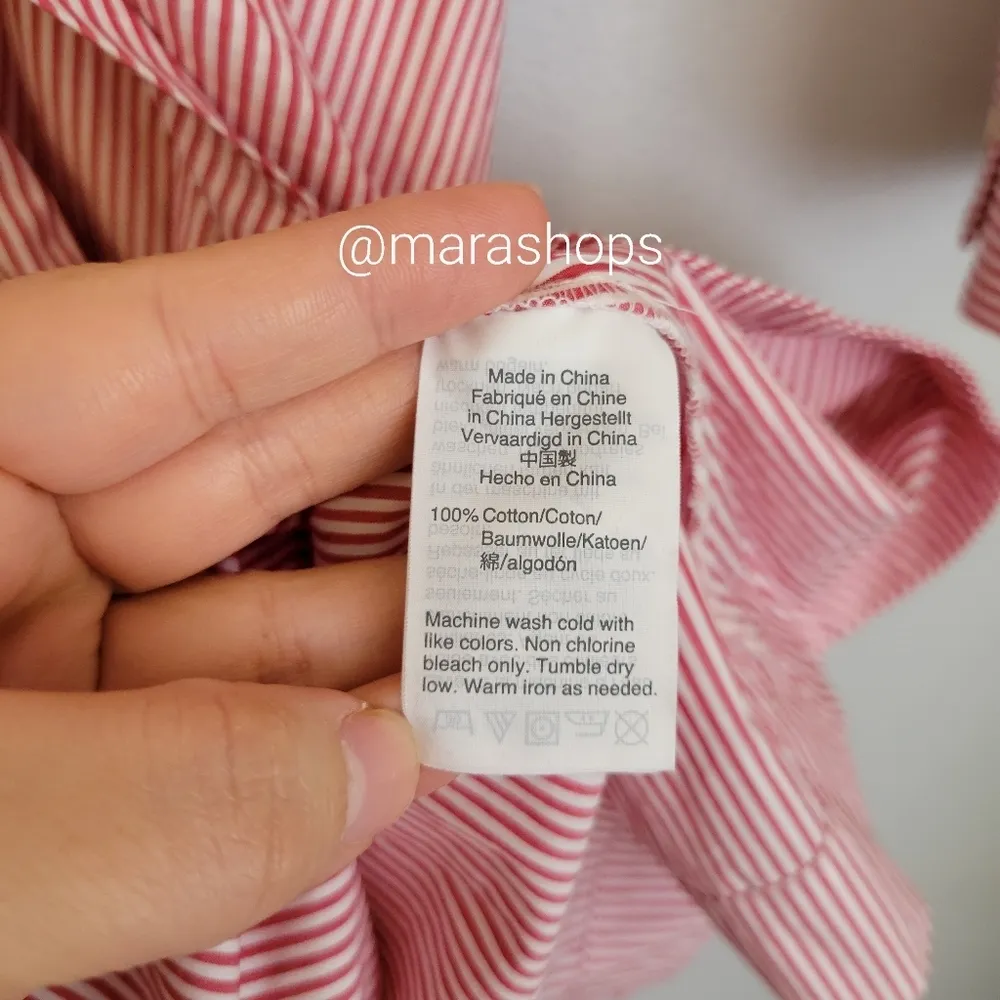 @marashops
Made in China
Fabriqué en Chine
in China Hergestellt
Vervaardigd in China
中国製
Hecho en China
100% Cotton/Coton/
Baumwolle/Katoen/
綿/algodón
Machine wash cold with
like colors. Non chlorine
bleach only. Tumble dry
low. Warm iron as needed.